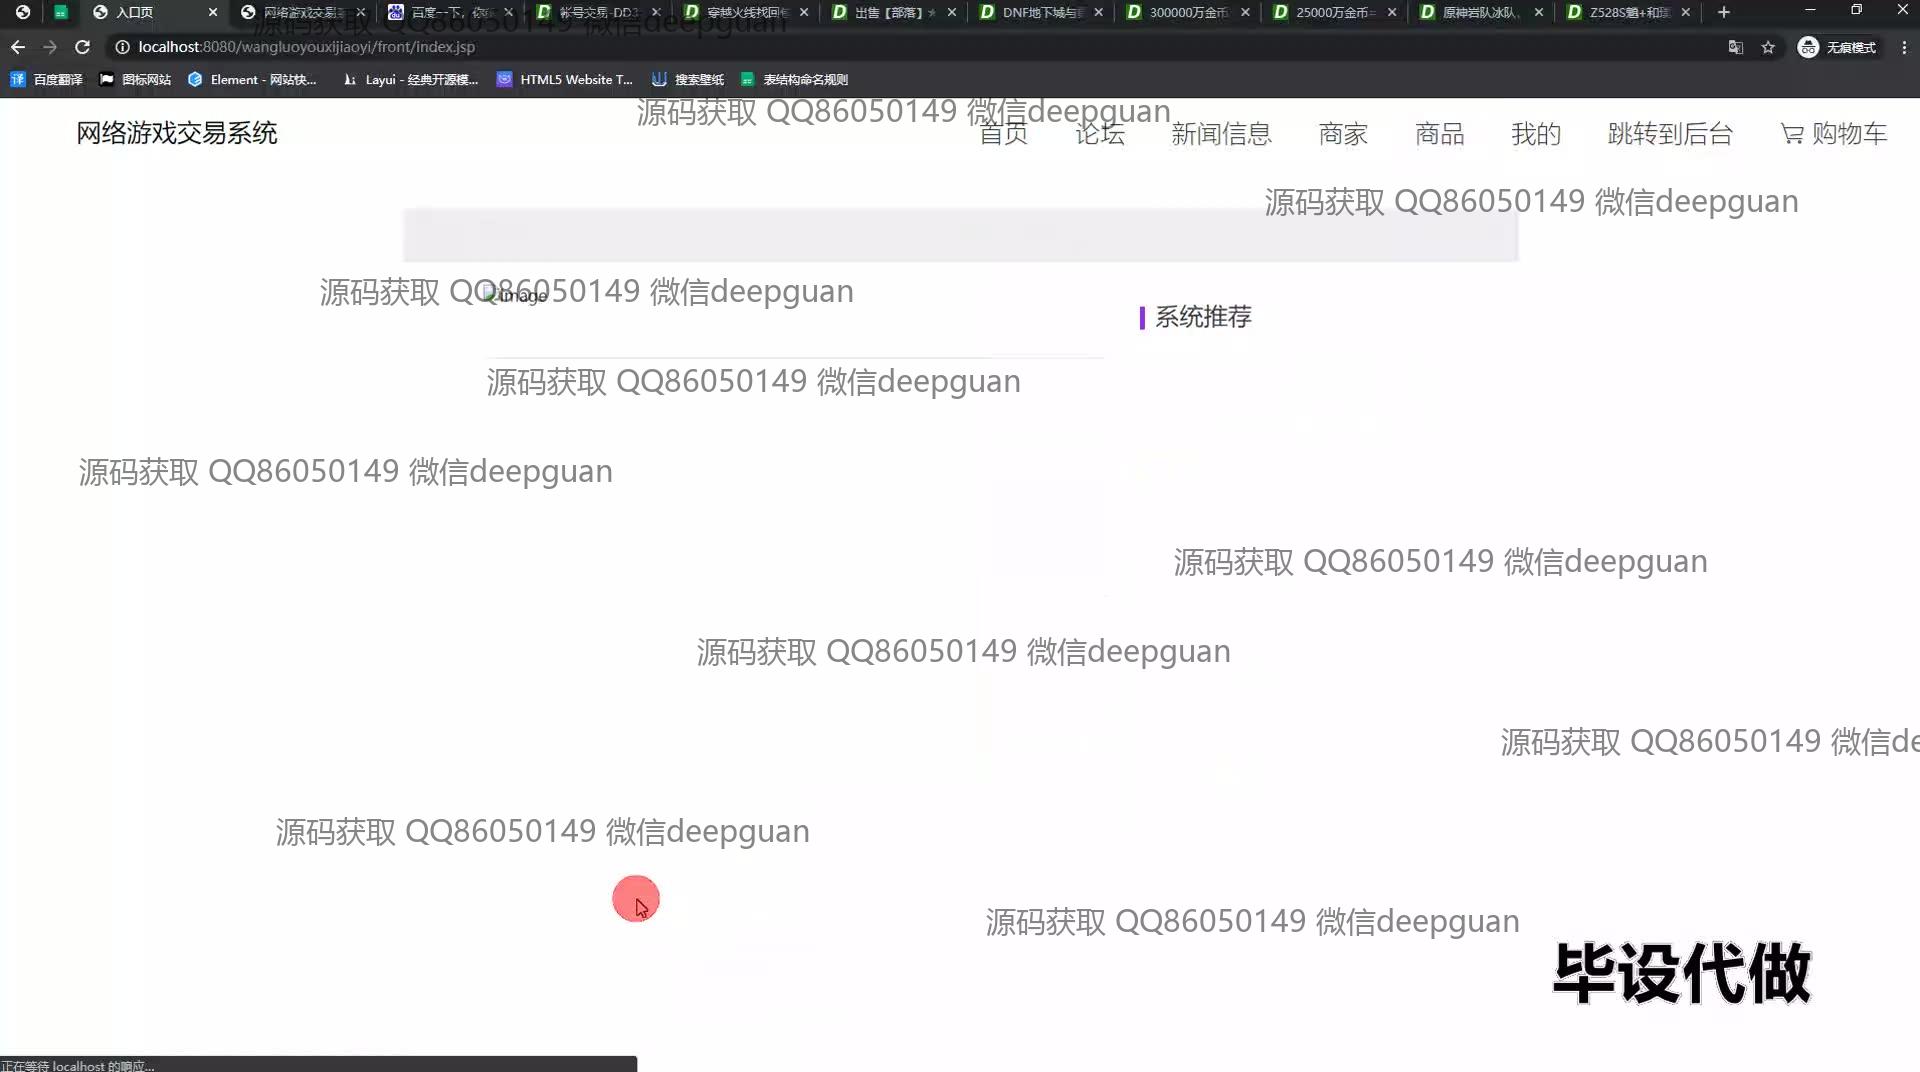 入口页
网络游戏交易
百度一下，你
帐号交易-DD3
穿越火线找回
出售【部落】
DNF地下城与
300000万金币
25000万金币=
原神岩队冰队
源码获取 QQ86050149 微信deepguan
localhost:8080/wangluoyouxijiaoyi/front/index.jsp
无痕模式
百度翻译 图标网站 Element - 网站快... Layui - 经典开源模... HTML5 Website T... 搜索壁纸 表结构命名规则
源码获取 QQ86050149 微信deepguan
网络游戏交易系统 首页 论坛 新闻信息 商家 商品 我的 跳转到后台 购物车
源码获取 QQ86050149 微信deepguan
源码获取 QQ86050149 微信deepguan
image
系统推荐
源码获取 QQ86050149 微信deepguan
源码获取 QQ86050149 微信deepguan
源码获取 QQ86050149 微信deepguan
源码获取 QQ86050149 微信deepguan
源码获取 QQ86050149 微信de
源码获取 QQ86050149 微信deepguan
源码获取 QQ86050149 微信deepguan
毕设代做
正在等待 localhost 的响应...